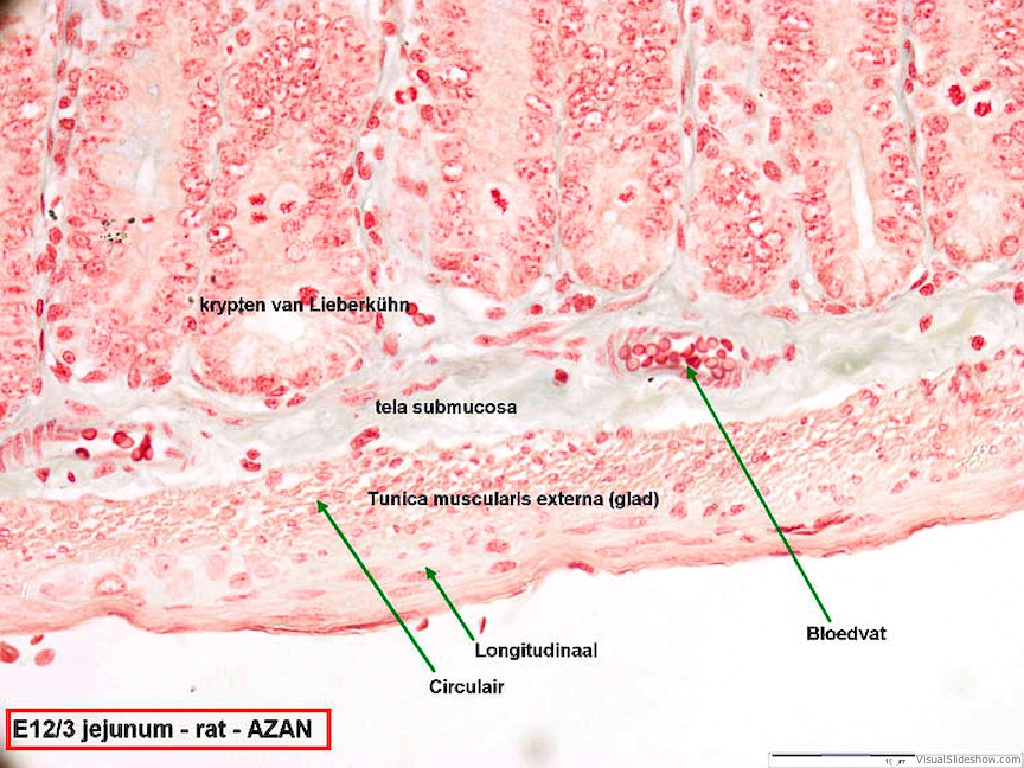 krypten van Lieberkühn
tela submucosa
Tunica muscularis externa (glad)
Bloedvat
Longitudinaal
Circulair
E12/3 jejunum - rat - AZAN
VisualSlideshow.com